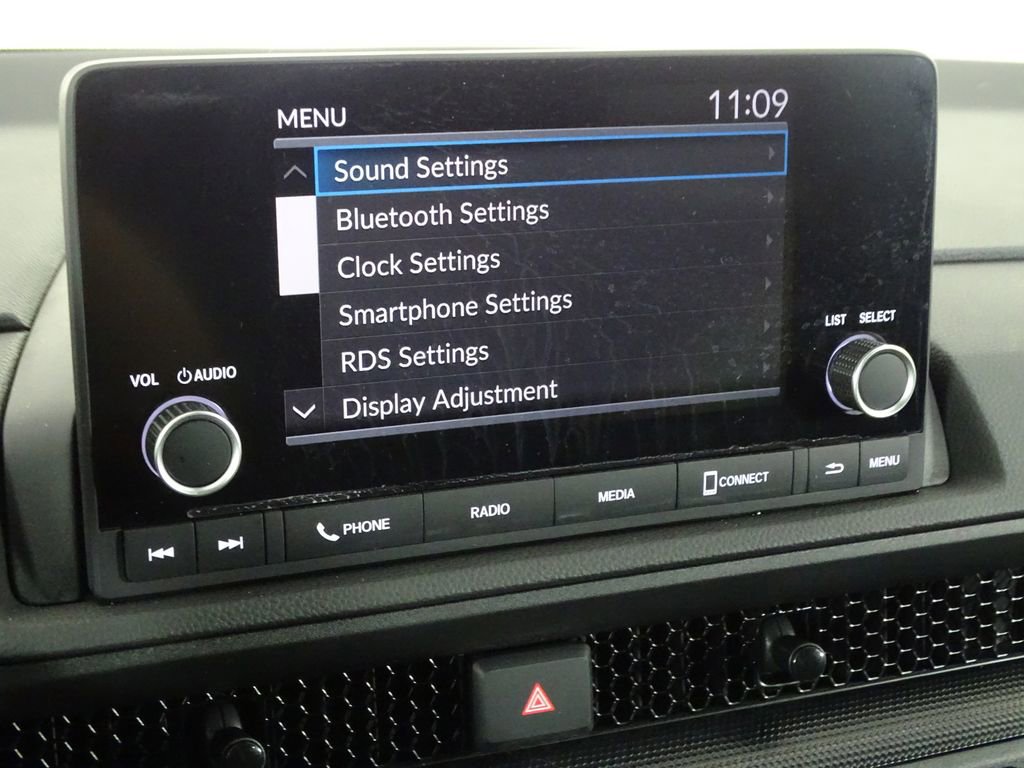 MENU 11:09
Sound Settings
Bluetooth Settings
Clock Settings
Smartphone Settings
RDS Settings
Display Adjustment
VOL AUDIO
LIST SELECT
PHONE RADIO MEDIA CONNECT MENU